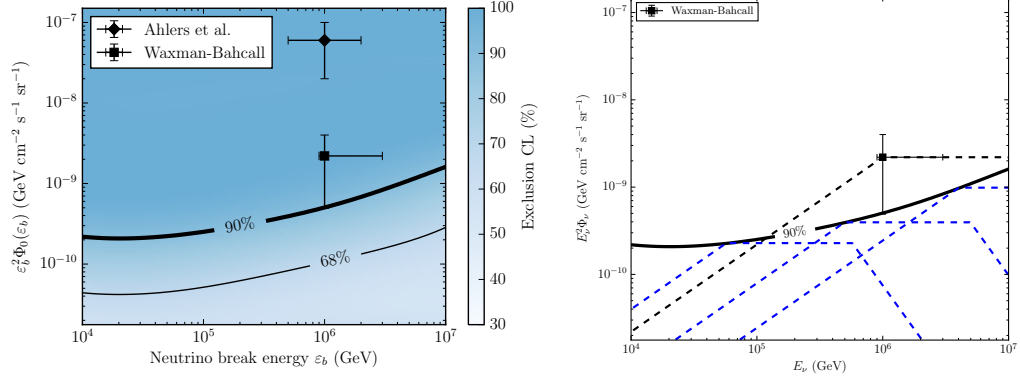 Ahlers et al.
Waxman-Bahcall
10⁻⁷
10⁻⁸
10⁻⁹
10⁻¹⁰
ε_b²Φ₀(ε_b) (GeV cm⁻² s⁻¹ sr⁻¹)
90%
68%
10⁴ 10⁵ 10⁶ 10⁷
Neutrino break energy ε_b (GeV)
100
90
80
70
60
50
40
30
Exclusion CL (%)
Waxman-Bahcall
10⁻⁷
10⁻⁸
10⁻⁹
10⁻¹⁰
E_ν²Φ_ν (GeV cm⁻² s⁻¹ sr⁻¹)
90%
10⁴ 10⁵ 10⁶ 10⁷
E_ν (GeV)